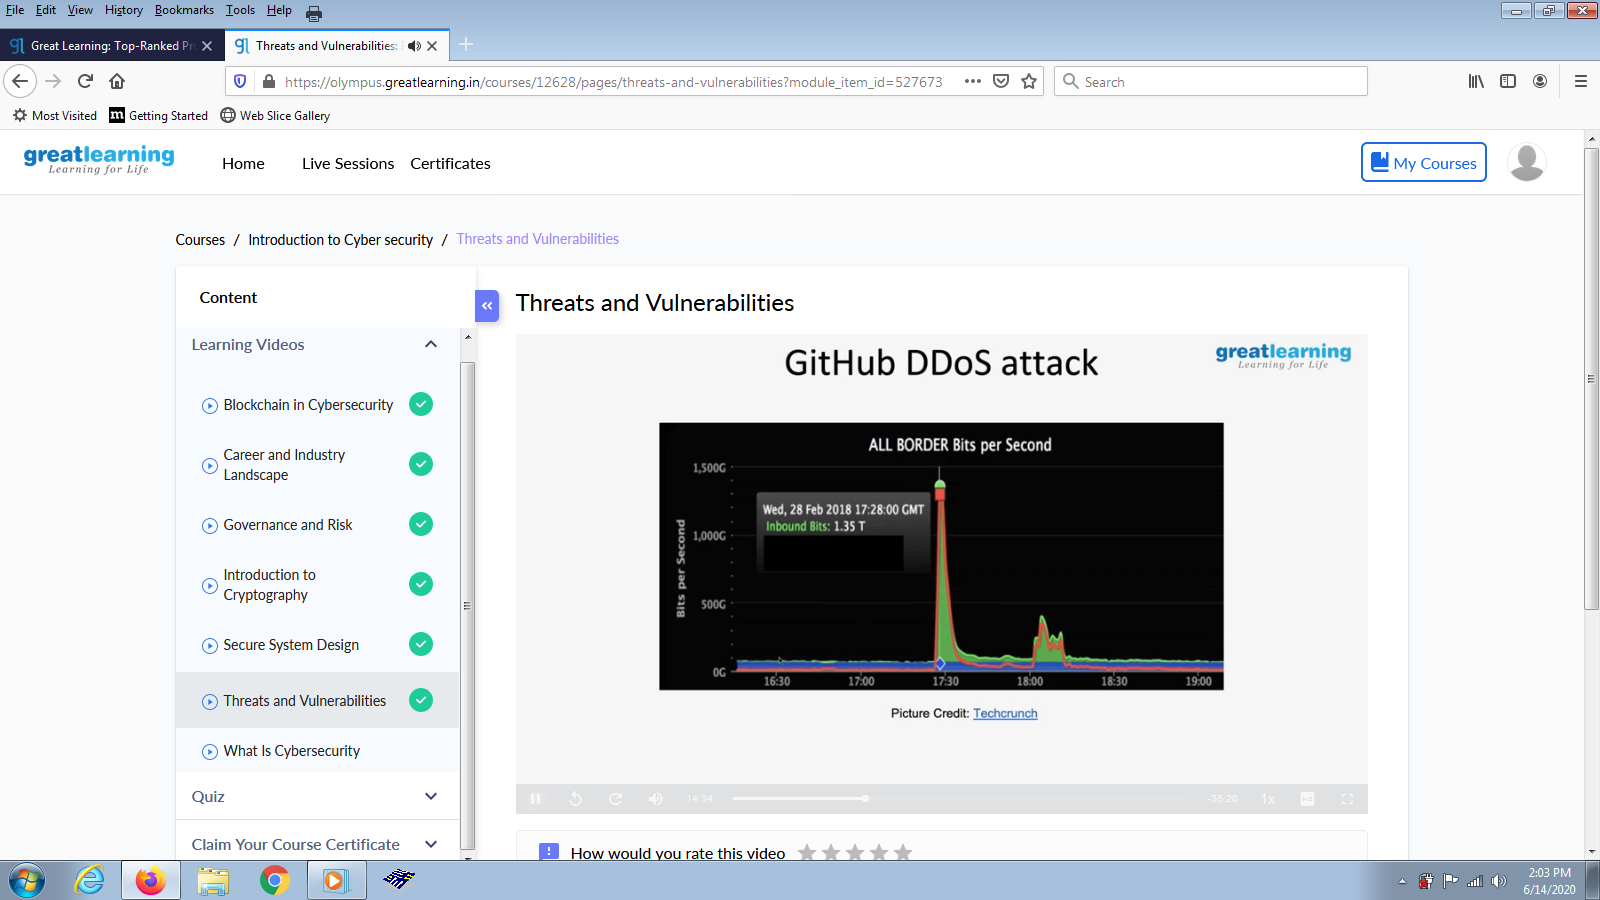 File Edit View History Bookmarks Tools Help
Great Learning: Top-Ranked Pr
Threats and Vulnerabilities:
https://olympus.greatlearning.in/courses/12628/pages/threats-and-vulnerabilities?module_item_id=527673
Search
Most Visited
m Getting Started
Web Slice Gallery
greatlearning
Learning for Life
Home Live Sessions Certificates
My Courses
Courses / Introduction to Cyber security / Threats and Vulnerabilities
Content
Learning Videos
Blockchain in Cybersecurity
Career and Industry
Landscape
Governance and Risk
Introduction to
Cryptography
Secure System Design
Threats and Vulnerabilities
What Is Cybersecurity
Quiz
Claim Your Course Certificate
Threats and Vulnerabilities
GitHub DDoS attack
greatlearning
Learning for Life
ALL BORDER Bits per Second
Bits per Second
1,500G
1,000G
500G
0G
Wed, 28 Feb 2018 17:28:00 GMT
Inbound Bits: 1.35 T
16:30 17:00 17:30 18:00 18:30 19:00
Picture Credit: Techcrunch
14:34 -35:20 1x
How would you rate this video
2:03 PM
6/14/2020